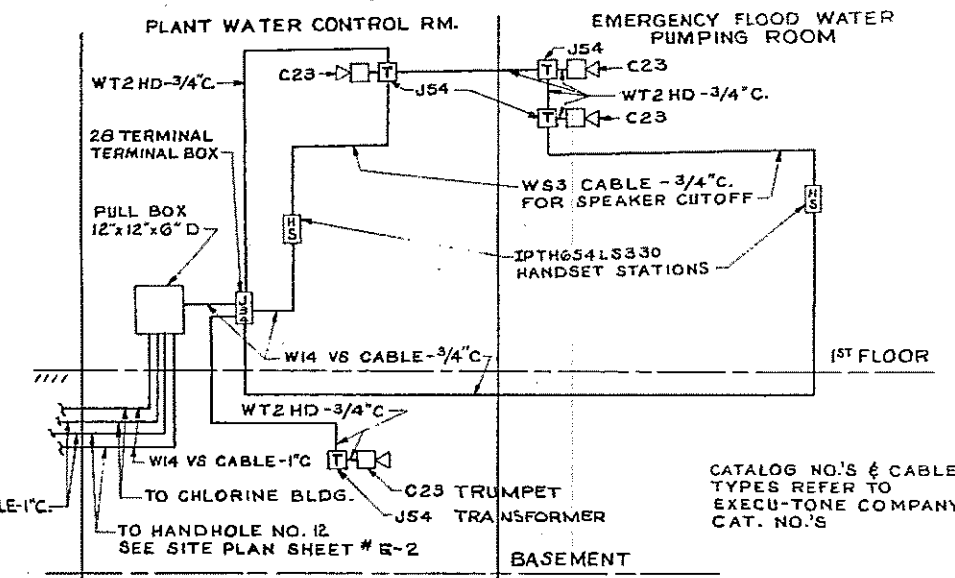 PLANT WATER CONTROL RM.
EMERGENCY FLOOD WATER
PUMPING ROOM
J54
C23
T
J54
T
C23
WT2 HD-3/4"C.
WT2 HD-3/4"C.
T
C23
28 TERMINAL
TERMINAL BOX
WS3 CABLE-3/4"C.
FOR SPEAKER CUTOFF
HS
HS
PULL BOX
12"x12"x6"D
IPTH654LS330
HANDSET STATIONS
W14 VS CABLE-3/4"C
1ST FLOOR
WT2 HD-3/4"C
W14 VS CABLE-1"C
T
C23 TRUMPET
TO CHLORINE BLDG.
J54 TRANSFORMER
LE-1"C.
TO HANDHOLE NO. 12
SEE SITE PLAN SHEET # E-2
CATALOG NO.'S & CABLE
TYPES REFER TO
EXECU-TONE COMPANY
CAT. NO.'S
BASEMENT